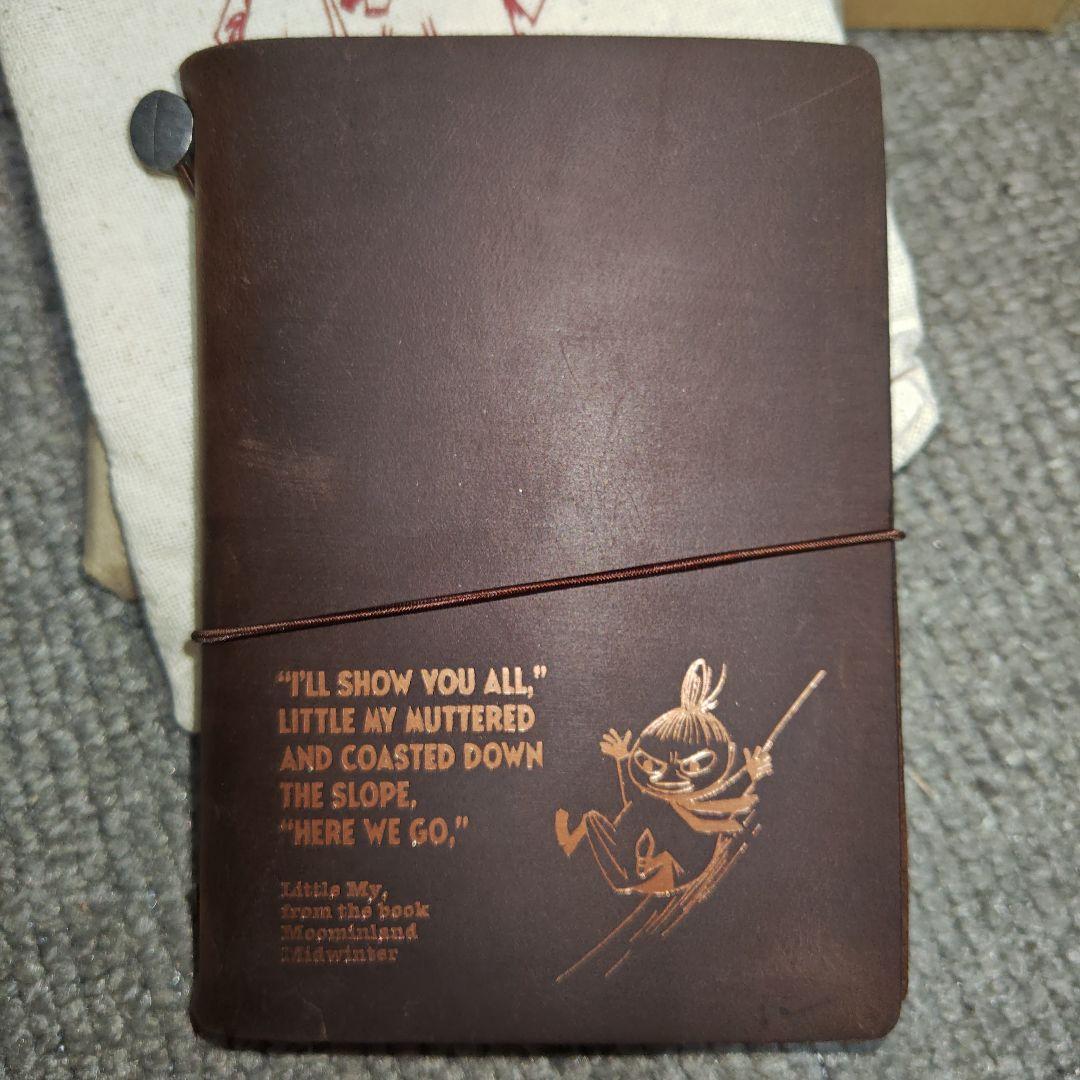 “I’LL SHOW YOU ALL,”
LITTLE MY MUTTERED
AND COASTED DOWN
THE SLOPE,
“HERE WE GO,”
Little My,
from the book
Moominland
Midwinter